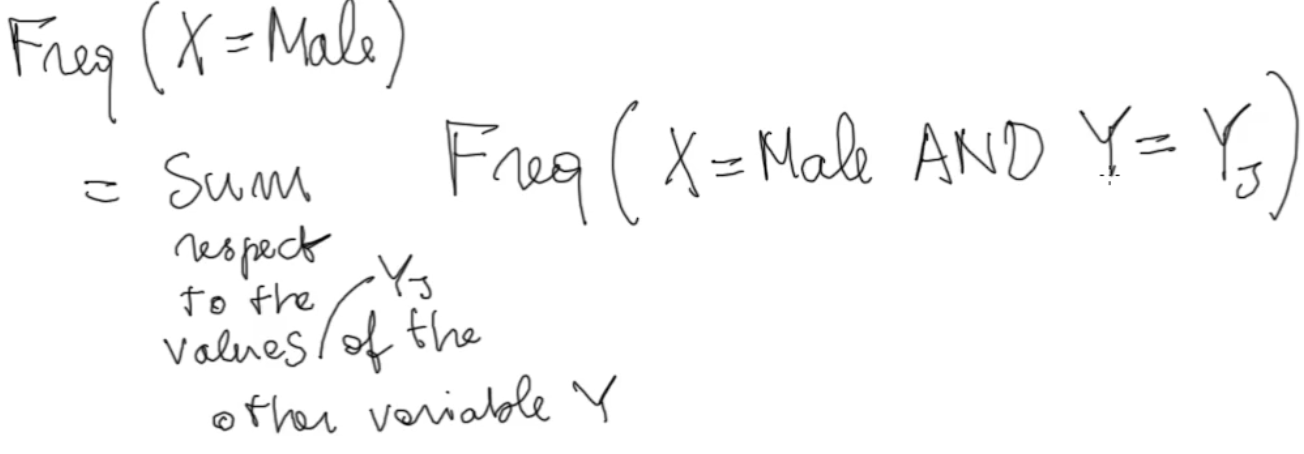 Freq (X = Male)
= Sum Freq (X = Male AND Y = Y_J)
respect
to the Y_J
values of the
other variable Y